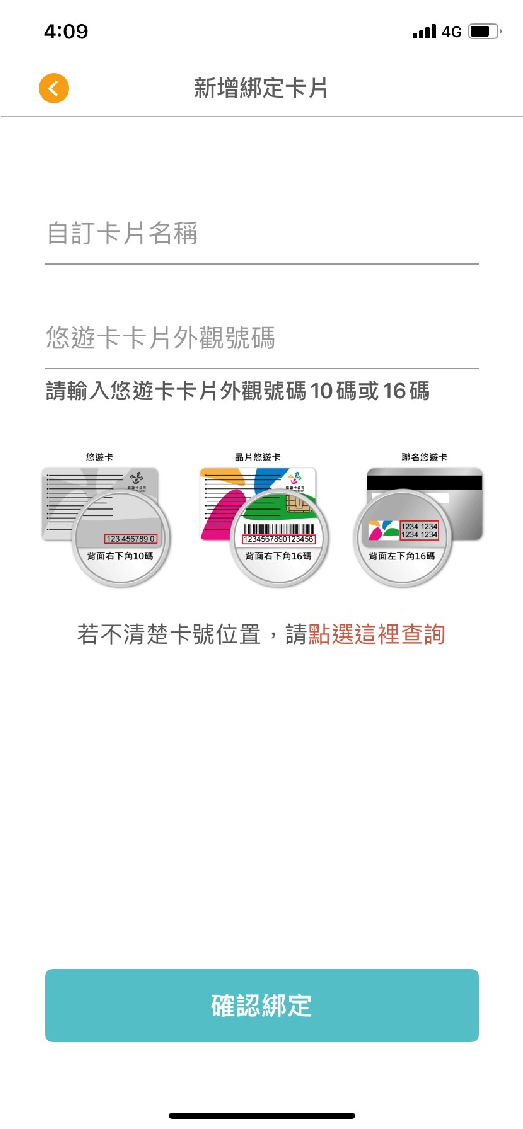 4:09
4G
新增綁定卡片
自訂卡片名稱
悠遊卡卡片外觀號碼
請輸入悠遊卡卡片外觀號碼10碼或16碼
悠遊卡
晶片悠遊卡
聯名悠遊卡
123 456789 0
背面右下角10碼
1234567890123456
背面右下角16碼
1234 1234
1234 1234
背面左下角16碼
若不清楚卡號位置，請點選這裡查詢
確認綁定